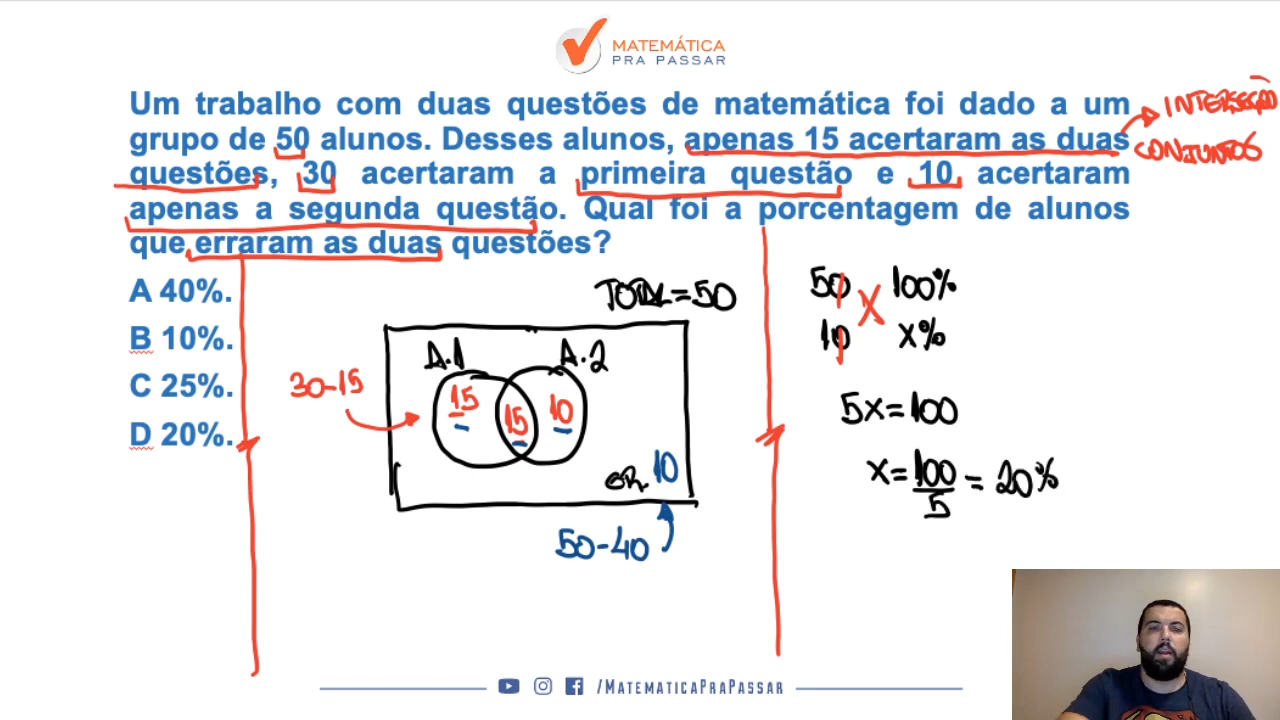 MATEMÁTICA
PRA PASSAR
Um trabalho com duas questões de matemática foi dado a um
grupo de 50 alunos. Desses alunos, apenas 15 acertaram as duas
questões, 30 acertaram a primeira questão e 10 acertaram
apenas a segunda questão. Qual foi a porcentagem de alunos
que erraram as duas questões?
INTERSEÇÃO
CONJUNTOS
A 40%.
B 10%.
C 25%.
D 20%.
TOTAL=50
A.1 A.2
30-15
15 15 10
10
50-40
50 100%
10 X%
5X=100
X=100/5=20%
/MATEMATICAPRAPASSAR